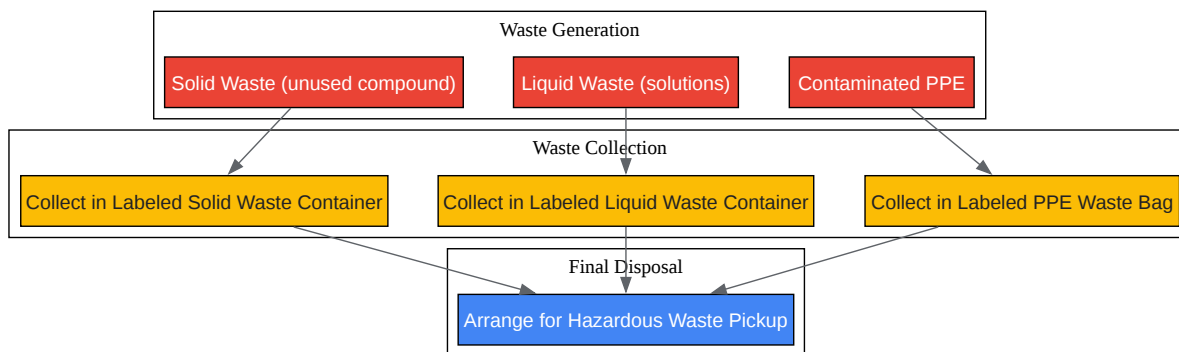 Waste Generation
Solid Waste (unused compound)
Liquid Waste (solutions)
Contaminated PPE
Waste Collection
Collect in Labeled Solid Waste Container
Collect in Labeled Liquid Waste Container
Collect in Labeled PPE Waste Bag
Final Disposal
Arrange for Hazardous Waste Pickup